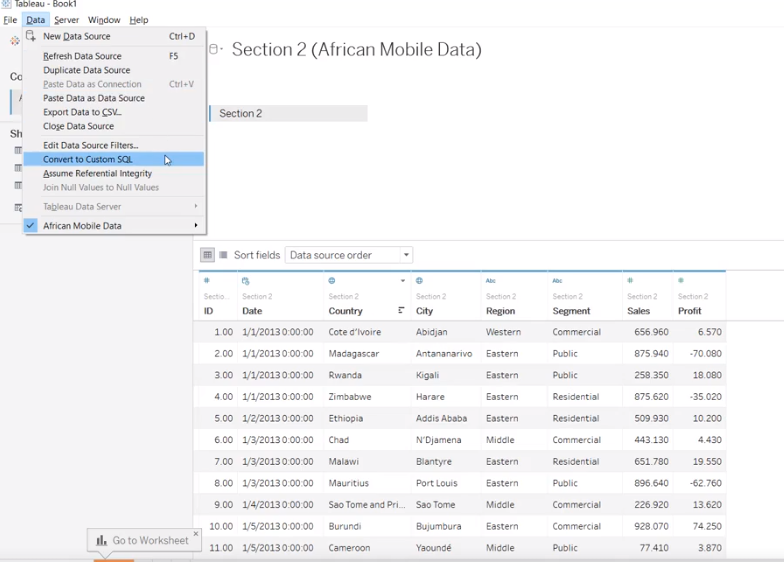 Tableau - Book1
File Data Server Window Help
New Data Source Ctrl+D
Refresh Data Source F5
Duplicate Data Source
Paste Data as Connection Ctrl+V
Paste Data as Data Source
Export Data to CSV...
Close Data Source
Edit Data Source Filters...
Convert to Custom SQL
Assume Referential Integrity
Join Null Values to Null Values
Tableau Data Server
African Mobile Data
Co
A
Sh
Section 2 (African Mobile Data)
Section 2
Sort fields Data source order
# Abc Abc #
Sectio... Section 2 Section 2 Section 2 Section 2 Section 2 Section 2 Section 2
ID Date Country City Region Segment Sales Profit
1.00 1/1/2013 0:00:00 Cote d'Ivoire Abidjan Western Commercial 656.960 6.570
2.00 1/1/2013 0:00:00 Madagascar Antananarivo Eastern Public 875.940 -70.080
3.00 1/1/2013 0:00:00 Rwanda Kigali Eastern Public 258.350 18.080
4.00 1/1/2013 0:00:00 Zimbabwe Harare Eastern Residential 875.620 -35.020
5.00 1/2/2013 0:00:00 Ethiopia Addis Ababa Eastern Residential 509.930 10.200
6.00 1/3/2013 0:00:00 Chad N'Djamena Middle Commercial 443.130 4.430
7.00 1/3/2013 0:00:00 Malawi Blantyre Eastern Residential 651.780 19.550
8.00 1/3/2013 0:00:00 Mauritius Port Louis Eastern Public 896.640 -62.760
9.00 1/4/2013 0:00:00 Sao Tome and Pri... Sao Tome Middle Commercial 226.920 13.620
10.00 1/5/2013 0:00:00 Burundi Bujumbura Eastern Commercial 928.070 74.250
11.00 1/5/2013 0:00:00 Cameroon Yaoundé Middle Public 77.410 3.870
Go to Worksheet